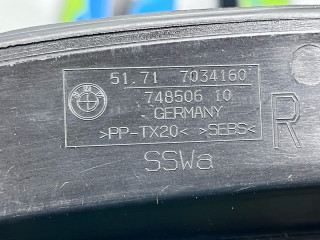 51.71 7034160
748506 10
GERMANY
>PP-TX20< >SEBS<
R
SSWa